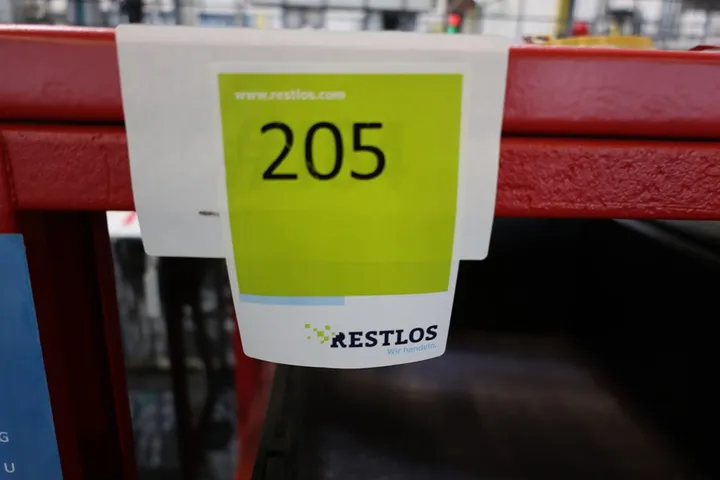 www.restlos.com
205
RESTLOS
Wir handeln.
G
U